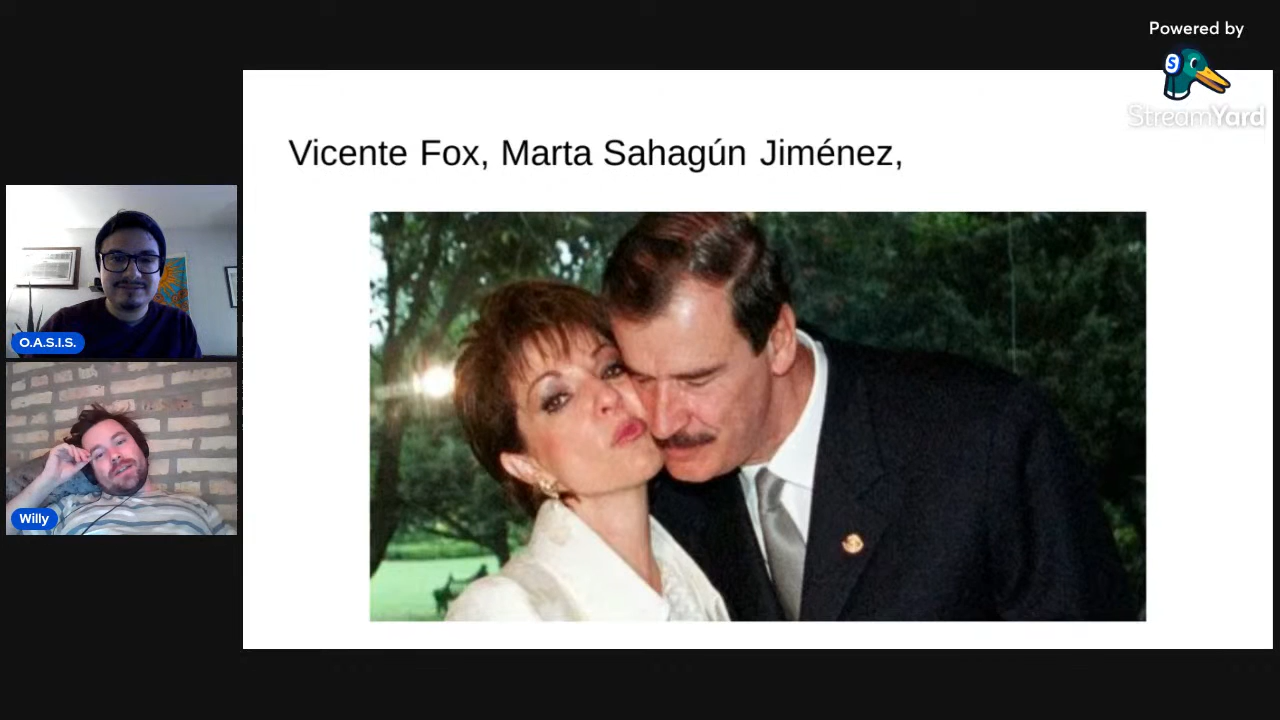 Powered by
S
StreamYard
Vicente Fox, Marta Sahagún Jiménez,
O.A.S.I.S.
Willy